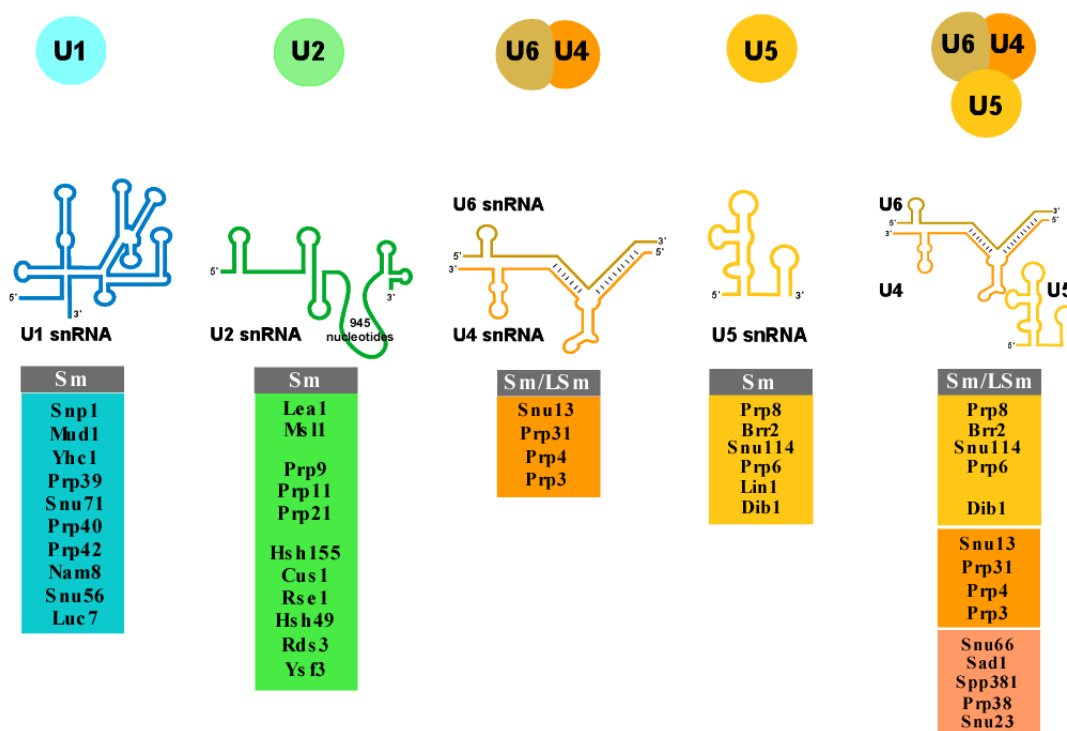 U1
U2
U6 U4
U5
U6 U4
U5
5'
3'
U1 snRNA
5'
3'
945
nucleotides
U2 snRNA
U6 snRNA
3'
5'
5'
3'
U4 snRNA
5'
3'
U5 snRNA
U6
5'
3'
3'
5'
U4
U5
5'
Sm
Snp1
Mud1
Yhc1
Prp39
Snu71
Prp40
Prp42
Nam8
Snu56
Luc7
Sm
Lea1
Msl1
Prp9
Prp11
Prp21
Hsh155
Cus1
Rse1
Hsh49
Rds3
Ysf3
Sm/LSm
Snu13
Prp31
Prp4
Prp3
Sm
Prp8
Brr2
Snu114
Prp6
Lin1
Dib1
Sm/LSm
Prp8
Brr2
Snu114
Prp6
Dib1
Snu13
Prp31
Prp4
Prp3
Snu66
Sad1
Spp381
Prp38
Snu23